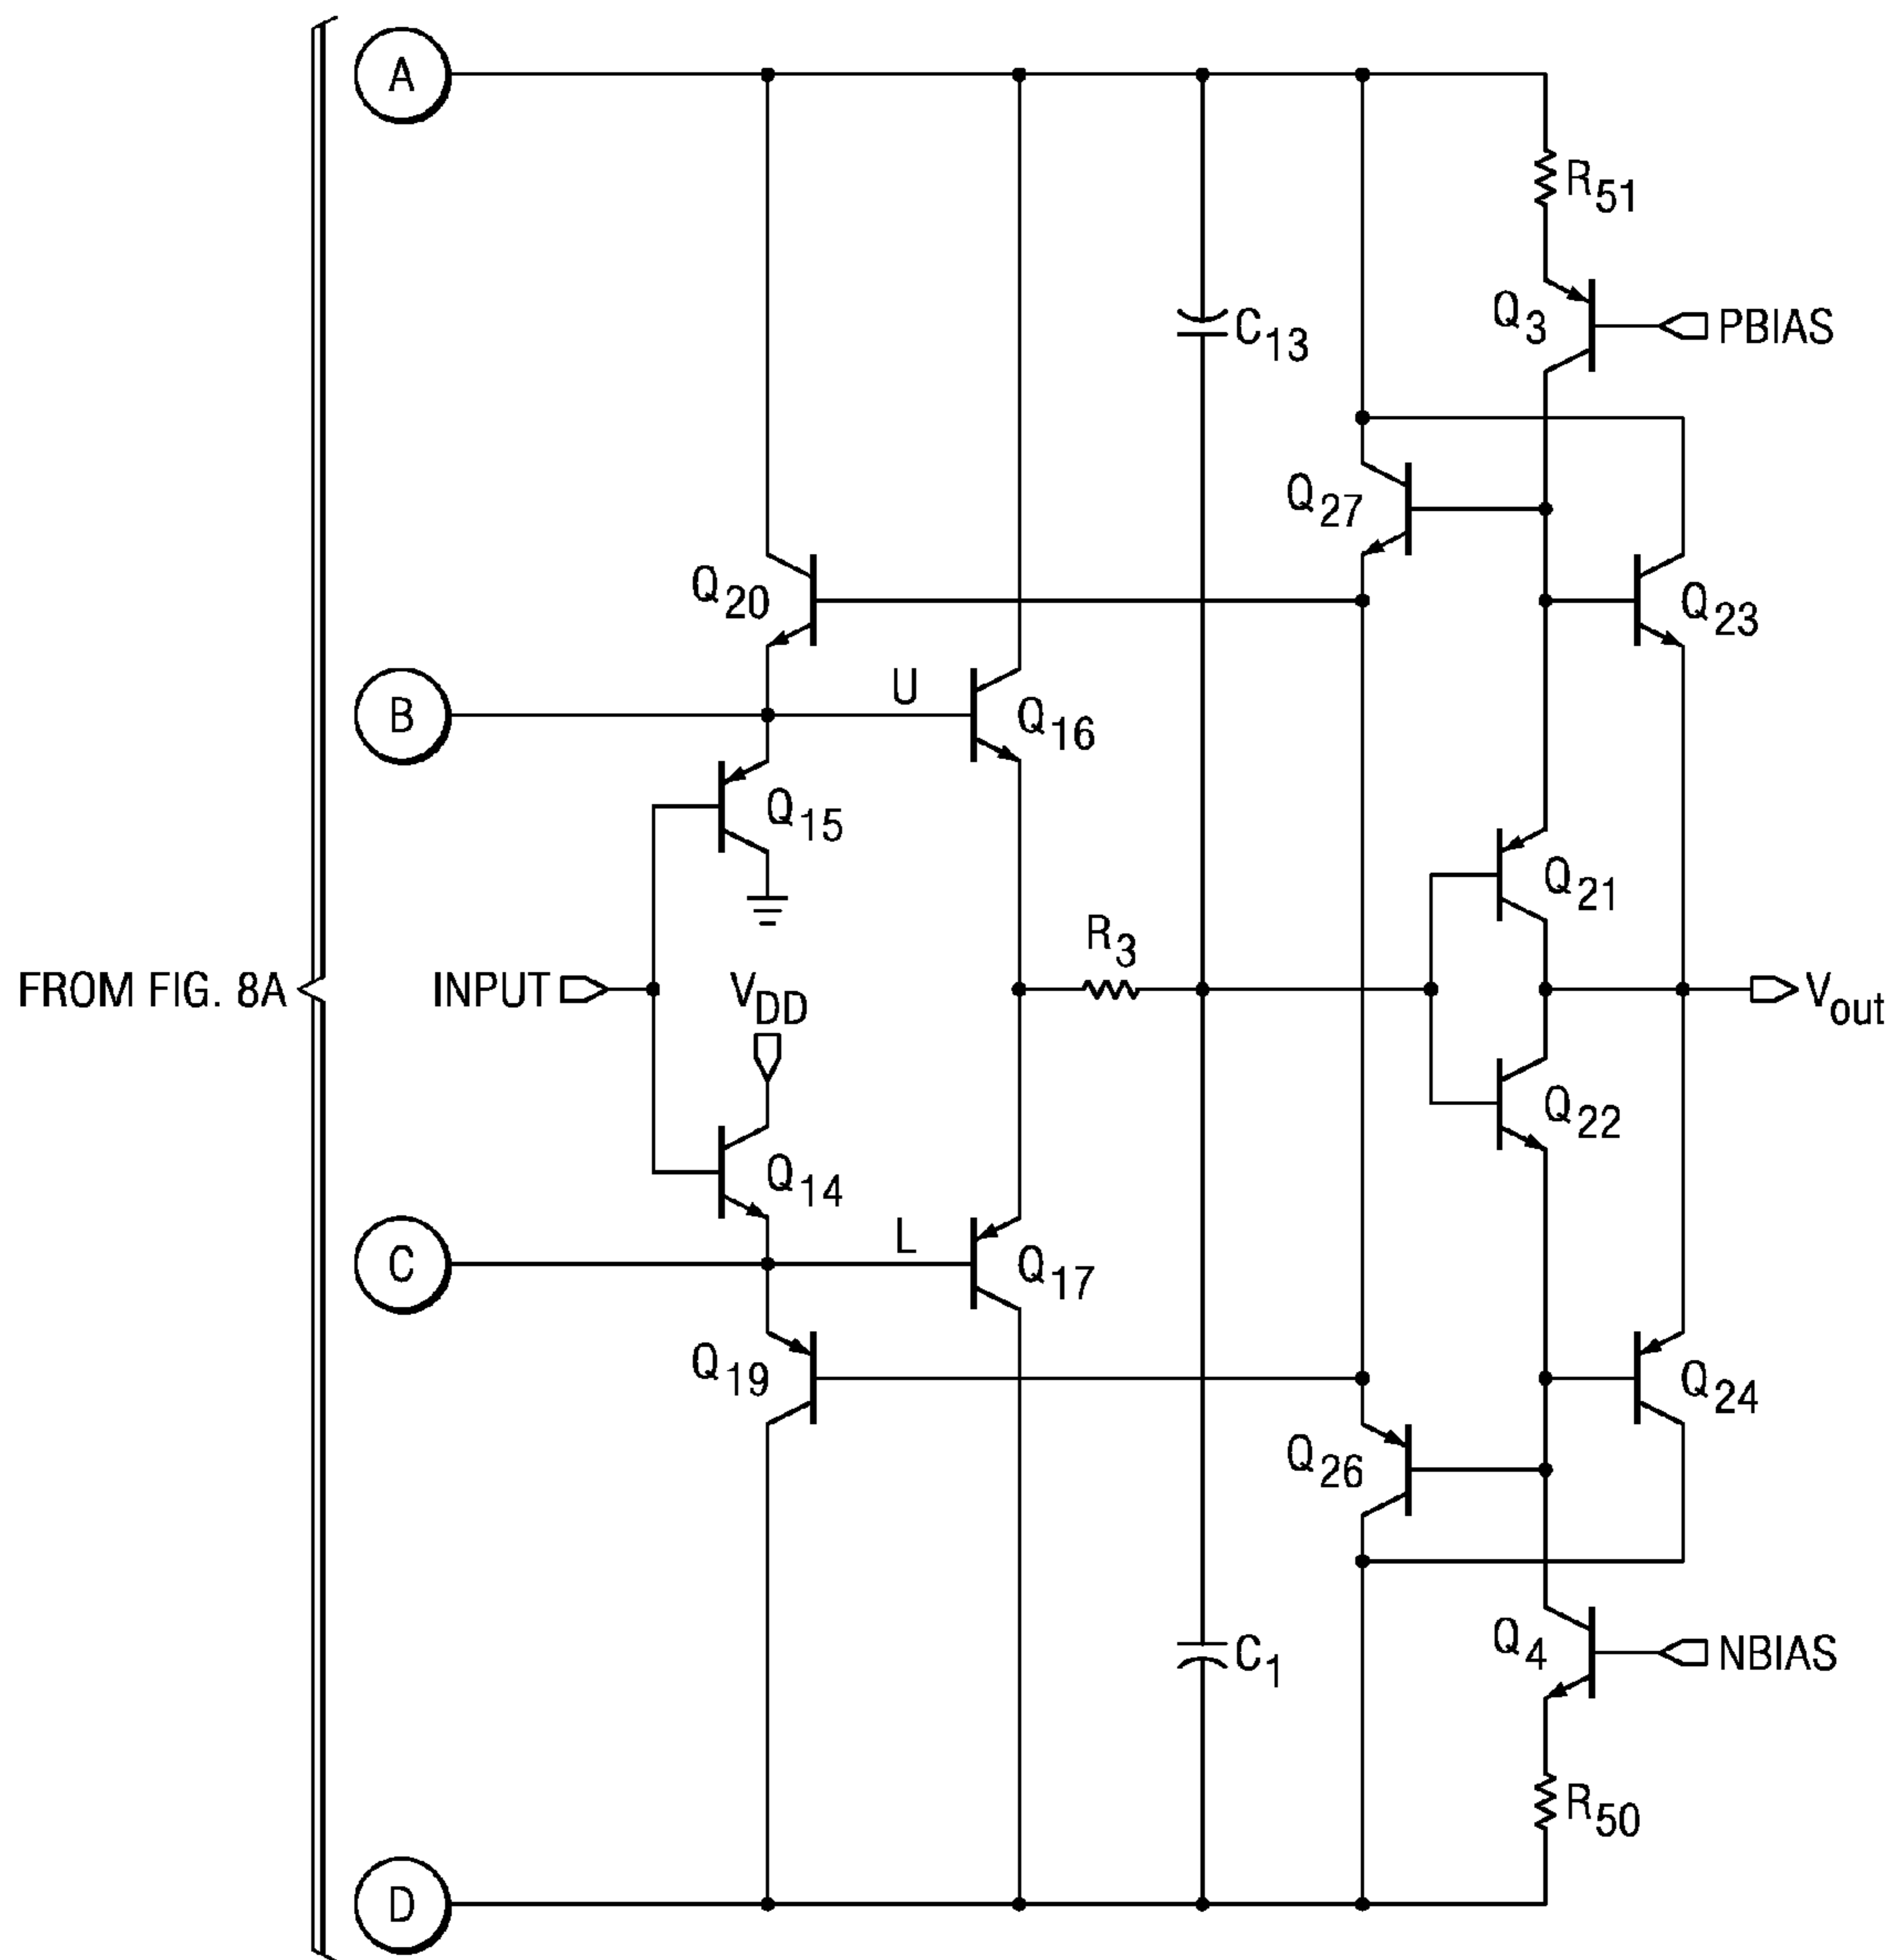 A
R51
Q3
PBIAS
C13
Q27
Q20
Q23
B
U
Q16
Q15
Q21
R3
FROM FIG. 8A
INPUT
VDD
Vout
Q22
Q14
C
L
Q17
Q19
Q24
Q26
C1
Q4
NBIAS
R50
D